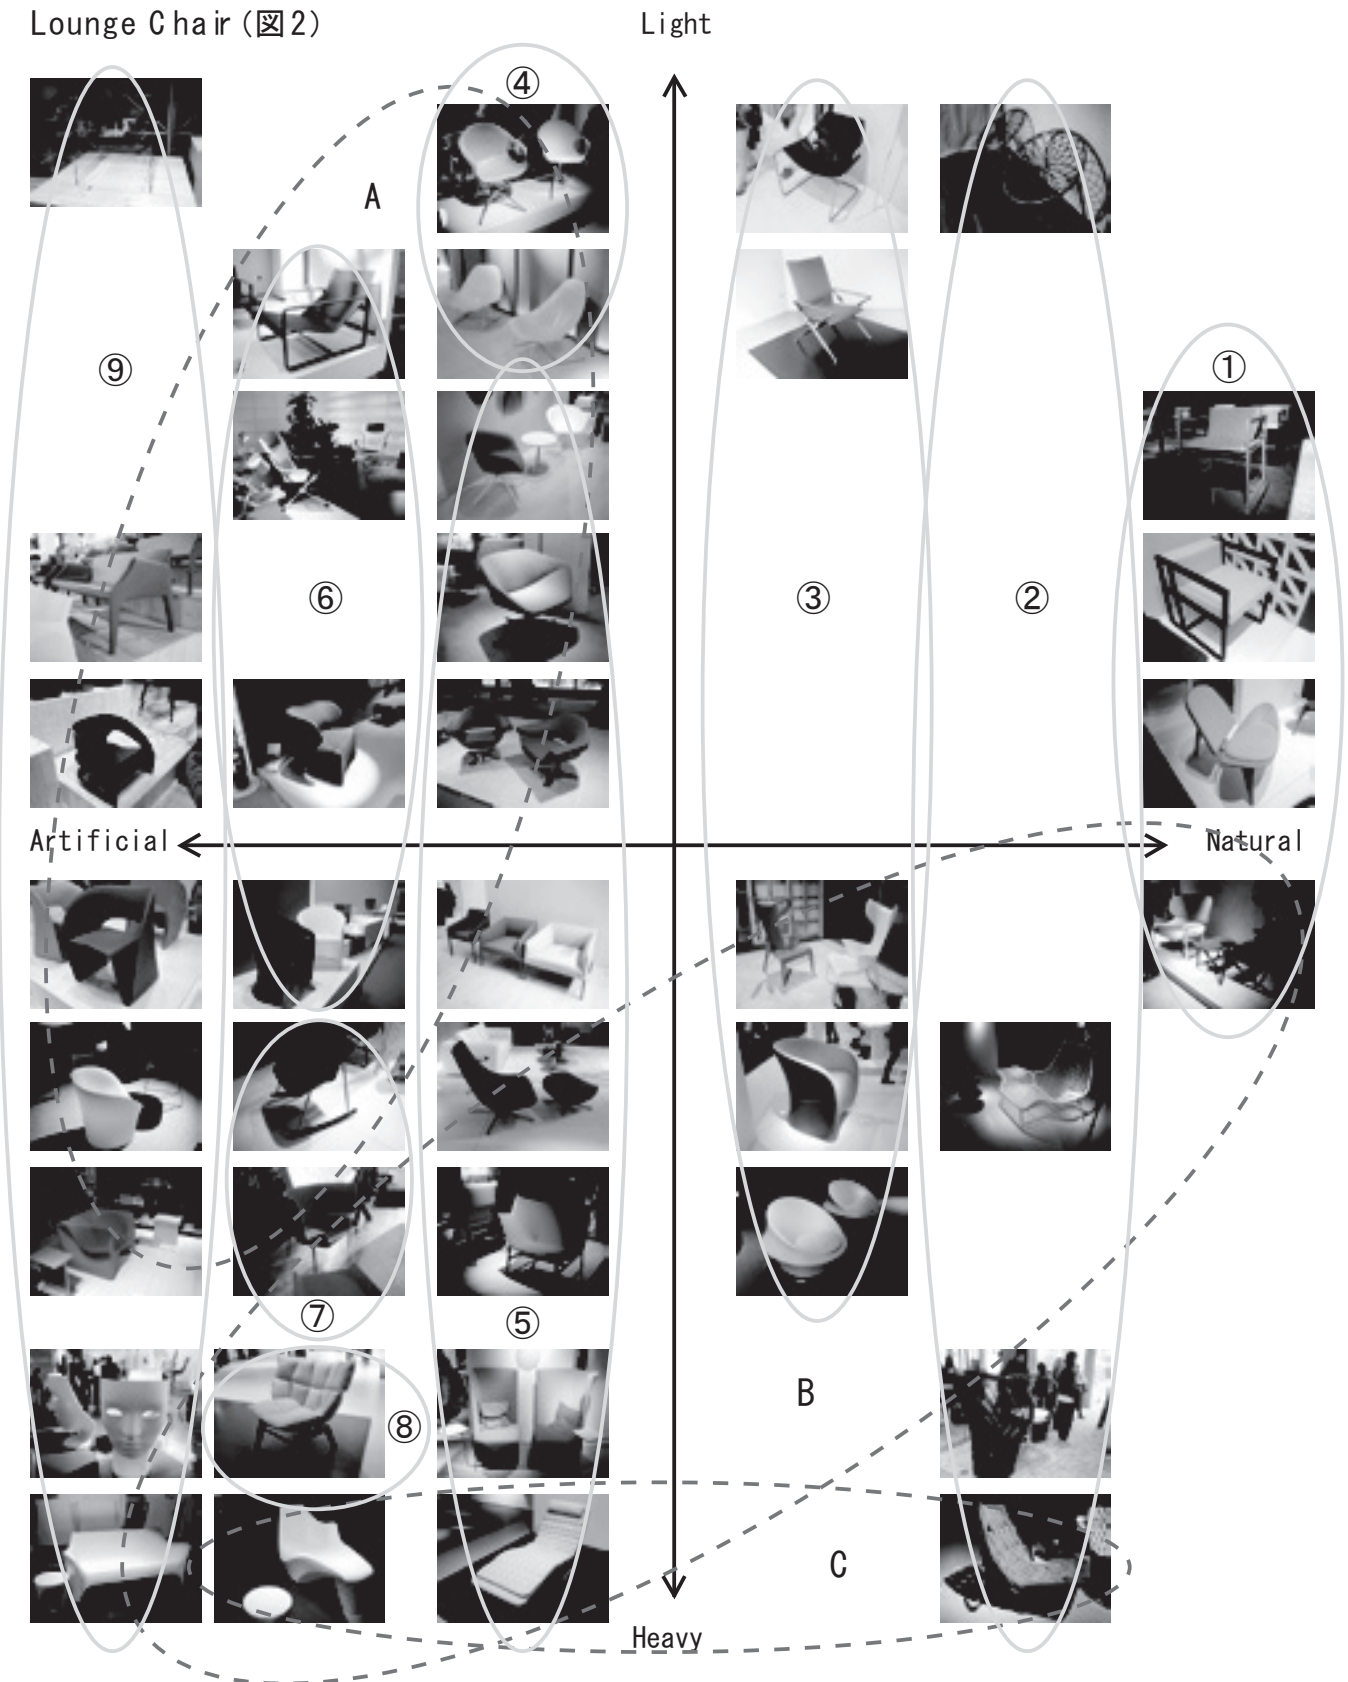 Lounge Chair(図2)
Light
④
A
⑨
①
⑥
③
②
Artificial
Natural
⑦
⑤
B
⑧
C
Heavy